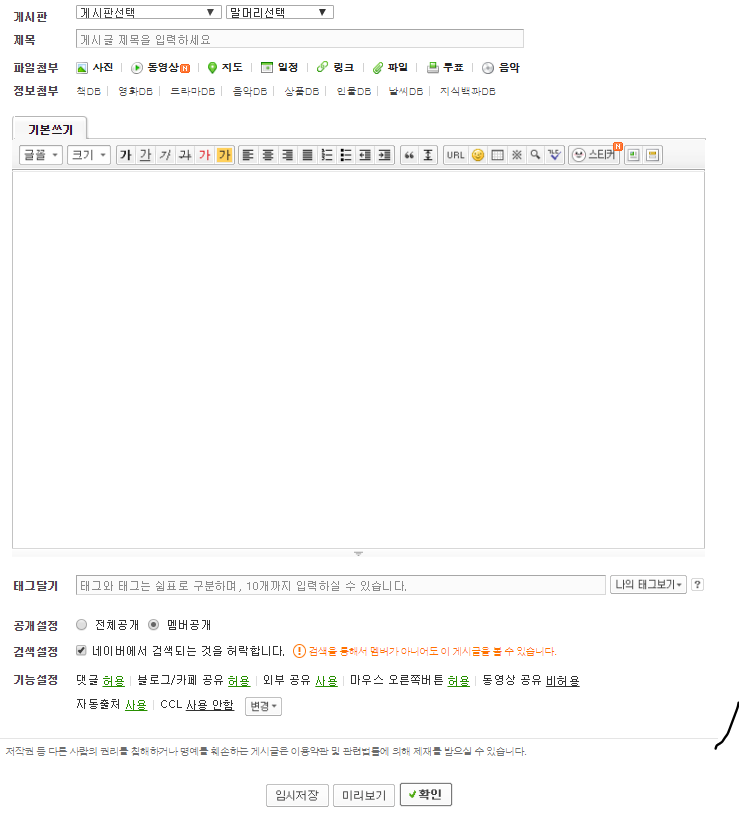 게시판 게시판선택 ▼ 말머리선택 ▼
제목 게시글 제목을 입력하세요
파일첨부 사진 동영상 N 지도 일정 링크 파일 투표 음악
정보첨부 책DB 영화DB 드라마DB 음악DB 상품DB 인물DB 날씨DB 지식백과DB
기본쓰기
글꼴 크기 가 가 가 가 가 가 URL ※ 스티커 N
태그달기 태그와 태그는 쉼표로 구분하며, 10개까지 입력하실 수 있습니다. 나의 태그보기 ?
공개설정 전체공개 멤버공개
검색설정 네이버에서 검색되는 것을 허락합니다. ! 검색을 통해서 멤버가 아니어도 이 게시글을 볼 수 있습니다.
기능설정 댓글 허용 블로그/카페 공유 허용 외부 공유 사용 마우스 오른쪽버튼 허용 동영상 공유 비허용
자동출처 사용 CCL 사용 안함 변경
저작권 등 다른 사람의 권리를 침해하거나 명예를 훼손하는 게시글은 이용약관 및 관련법률에 의해 제재를 받으실 수 있습니다.
임시저장 미리보기 확인